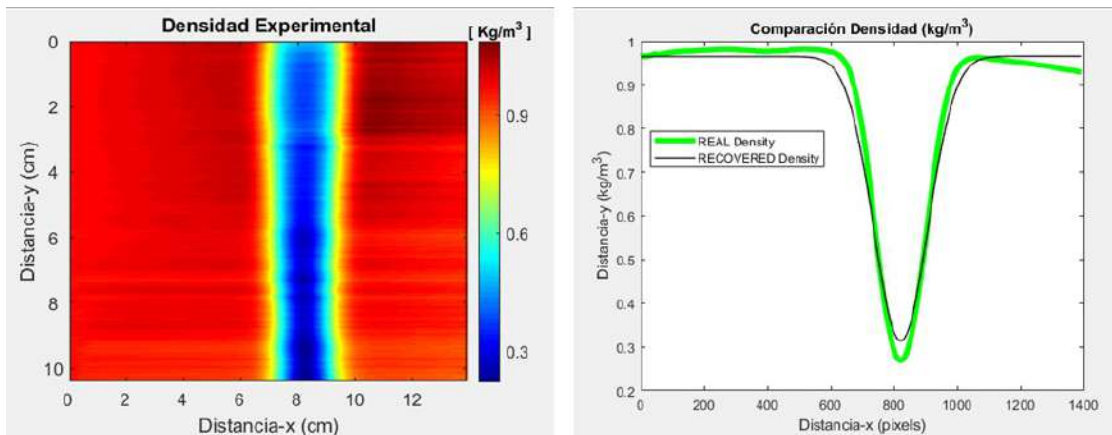 Densidad Experimental
[ Kg/m³ ]
0
2
4
6
8
10
Distancia-y (cm)
0 2 4 6 8 10 12
Distancia-x (cm)
0.9
0.6
0.3
Comparación Densidad (kg/m³)
1
0.9
0.8
0.7
0.6
0.5
0.4
0.3
0.2
Distancia-y (kg/m³)
REAL Density
RECOVERED Density
0 200 400 600 800 1000 1200 1400
Distancia-x (pixels)